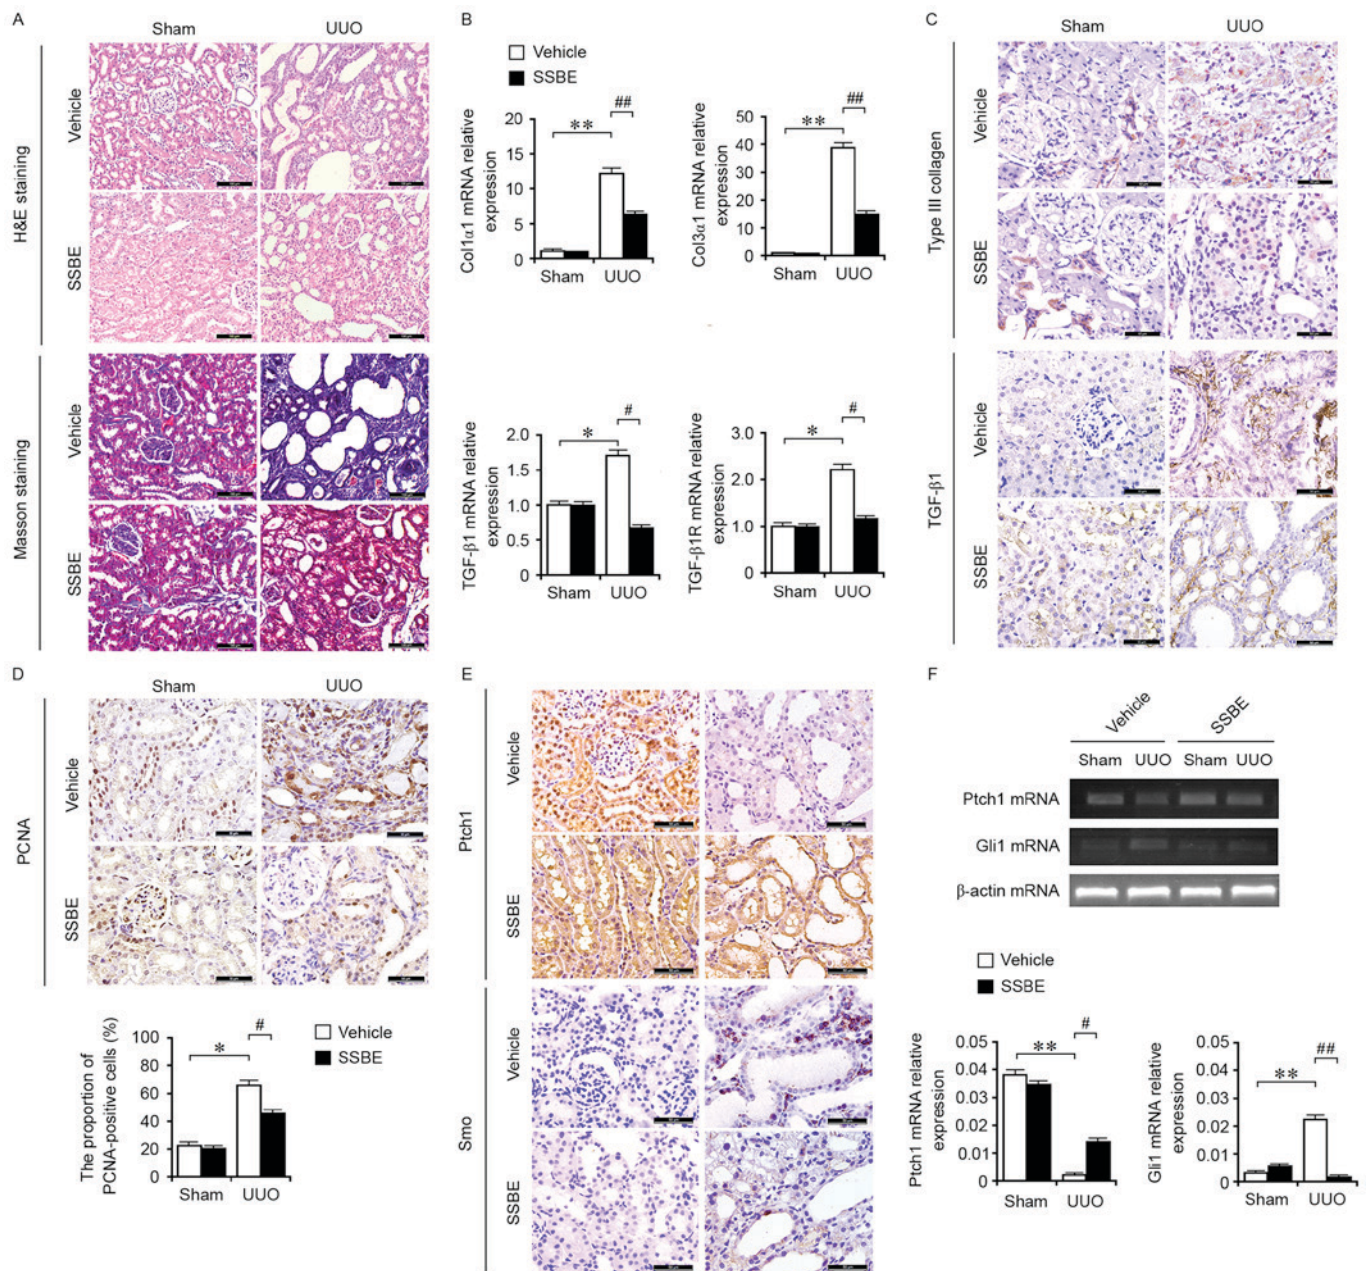 A
Sham
UUO
H&E staining
Vehicle
SSBE
Masson staining
Vehicle
SSBE
B
Vehicle
SSBE
Col1α1 mRNA relative
expression
20
15
10
5
0
**
##
Sham
UUO
Col3α1 mRNA relative
expression
50
40
30
20
10
0
**
##
Sham
UUO
TGF-β1 mRNA relative
expression
2.0
1.5
1.0
0.5
0
*
#
Sham
UUO
TGF-β1R mRNA relative
expression
3.0
2.0
1.0
0
*
#
Sham
UUO
C
Sham
UUO
Type III collagen
Vehicle
SSBE
TGF-β1
Vehicle
SSBE
D
Sham
UUO
PCNA
Vehicle
SSBE
Vehicle
SSBE
The proportion of
PCNA-positive cells (%)
100
80
60
40
20
0
*
#
Sham
UUO
E
Ptch1
Vehicle
SSBE
Smo
Vehicle
SSBE
F
Vehicle
SSBE
Sham UUO Sham UUO
Ptch1 mRNA
Gli1 mRNA
β-actin mRNA
Vehicle
SSBE
Ptch1 mRNA relative
expression
0.05
0.04
0.03
0.02
0.01
0
**
#
Sham
UUO
Gli1 mRNA relative
expression
0.05
0.04
0.03
0.02
0.01
0
**
##
Sham
UUO